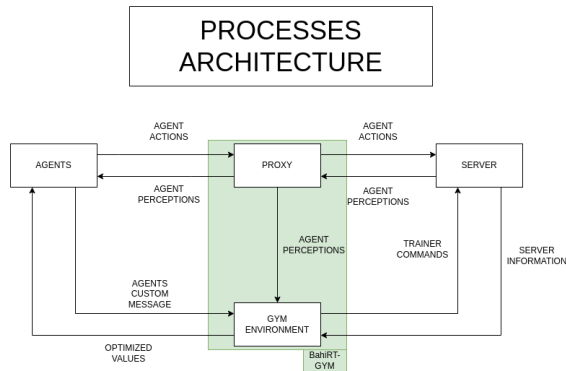 PROCESSES
ARCHITECTURE
AGENT
ACTIONS
AGENT
ACTIONS
AGENTS
PROXY
SERVER
AGENT
PERCEPTIONS
AGENT
PERCEPTIONS
AGENT
PERCEPTIONS
TRAINER
COMMANDS
SERVER
INFORMATION
AGENTS
CUSTOM
MESSAGE
GYM
ENVIRONMENT
OPTIMIZED
VALUES
BahiRT-
GYM